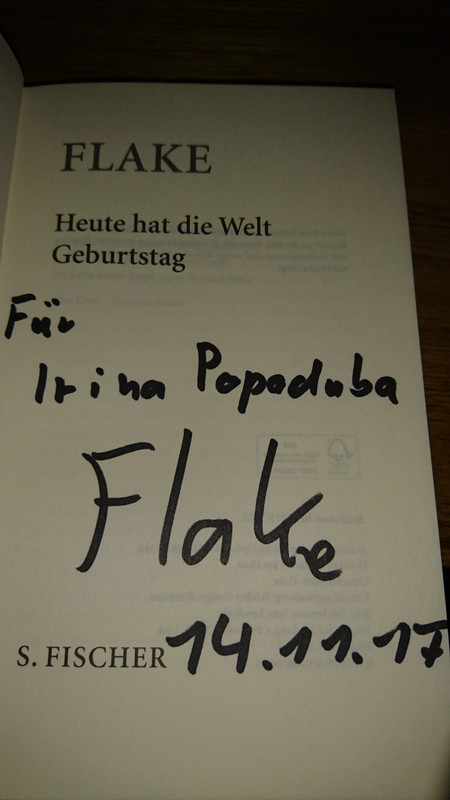 FLAKE
Heute hat die Welt
Geburtstag
Für
Irina Popaduba
Flake
S. FISCHER 14.11.17